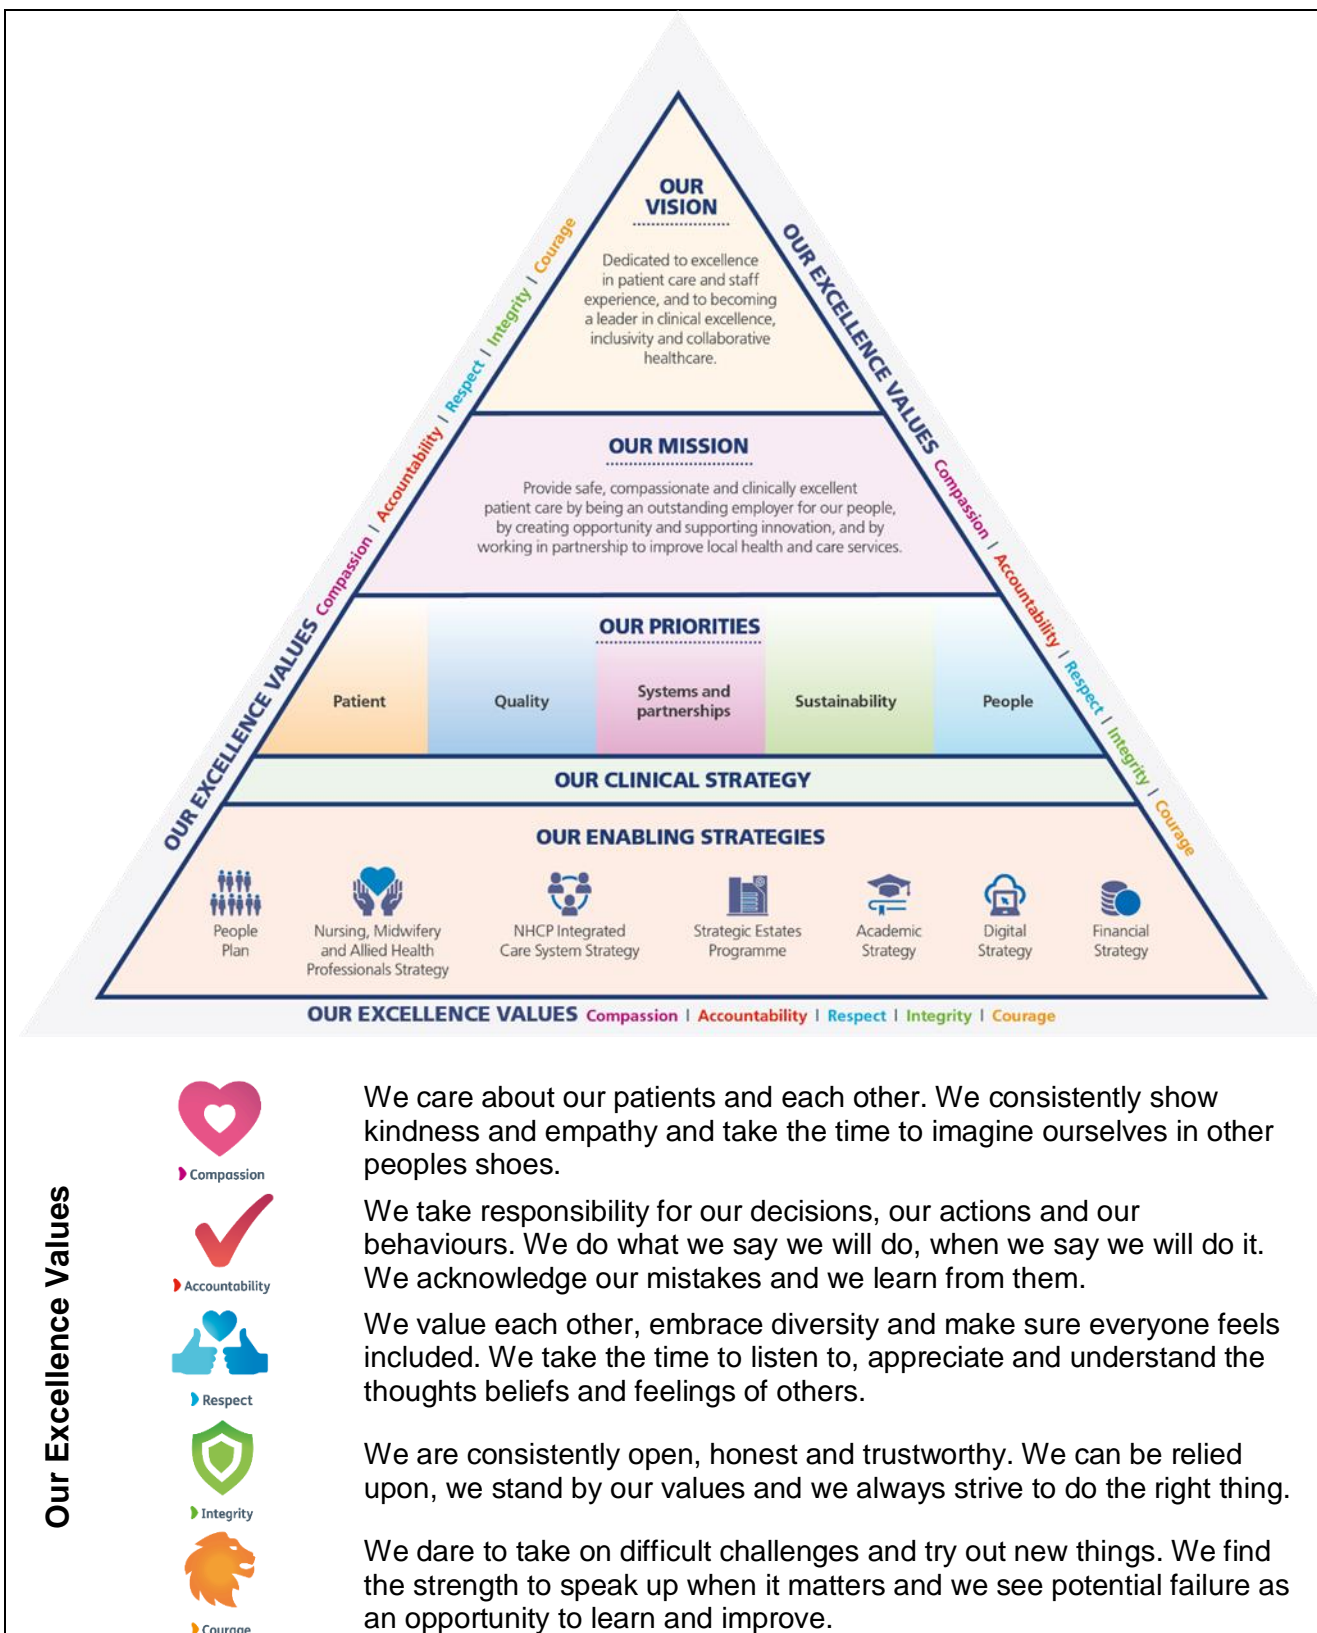 OUR
VISION
Dedicated to excellence
in patient care and staff
experience, and to becoming
a leader in clinical excellence,
inclusivity and collaborative
healthcare.
OUR MISSION
Provide safe, compassionate and clinically excellent
patient care by being an outstanding employer for our people,
by creating opportunity and supporting innovation, and by
working in partnership to improve local health and care services.
OUR PRIORITIES
Patient
Quality
Systems and
partnerships
Sustainability
People
OUR CLINICAL STRATEGY
OUR ENABLING STRATEGIES
People
Plan
Nursing, Midwifery
and Allied Health
Professionals Strategy
NHCP Integrated
Care System Strategy
Strategic Estates
Programme
Academic
Strategy
Digital
Strategy
Financial
Strategy
OUR EXCELLENCE VALUES Compassion | Accountability | Respect | Integrity | Courage
OUR EXCELLENCE VALUES Compassion | Accountability | Respect | Integrity | Courage
OUR EXCELLENCE VALUES Compassion | Accountability | Respect | Integrity | Courage
Our Excellence Values
Compassion
We care about our patients and each other. We consistently show
kindness and empathy and take the time to imagine ourselves in other
peoples shoes.
Accountability
We take responsibility for our decisions, our actions and our
behaviours. We do what we say we will do, when we say we will do it.
We acknowledge our mistakes and we learn from them.
Respect
We value each other, embrace diversity and make sure everyone feels
included. We take the time to listen to, appreciate and understand the
thoughts beliefs and feelings of others.
Integrity
We are consistently open, honest and trustworthy. We can be relied
upon, we stand by our values and we always strive to do the right thing.
Courage
We dare to take on difficult challenges and try out new things. We find
the strength to speak up when it matters and we see potential failure as
an opportunity to learn and improve.